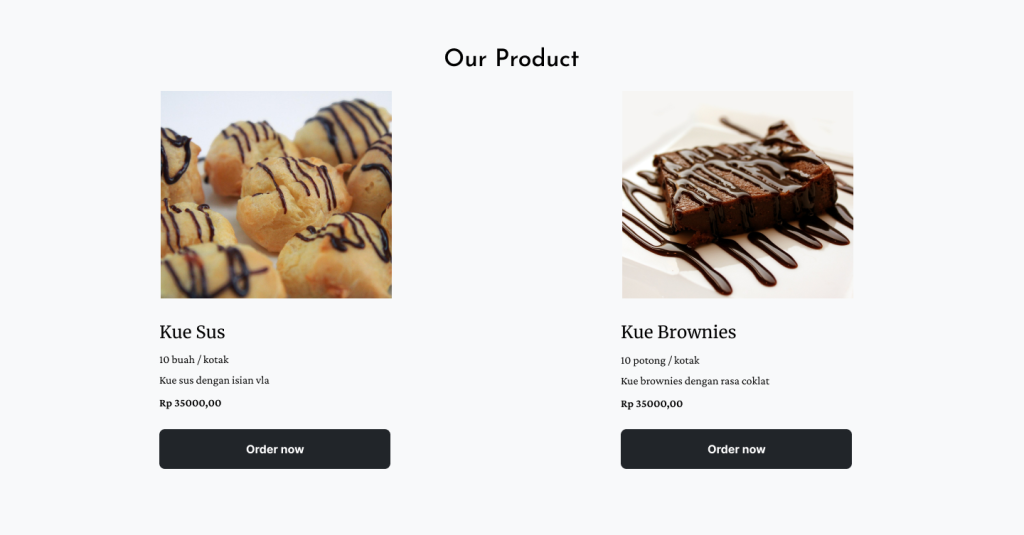 Our Product
Kue Sus
10 buah / kotak
Kue sus dengan isian vla
Rp 35000,00
Order now
Kue Brownies
10 potong / kotak
Kue brownies dengan rasa coklat
Rp 35000,00
Order now